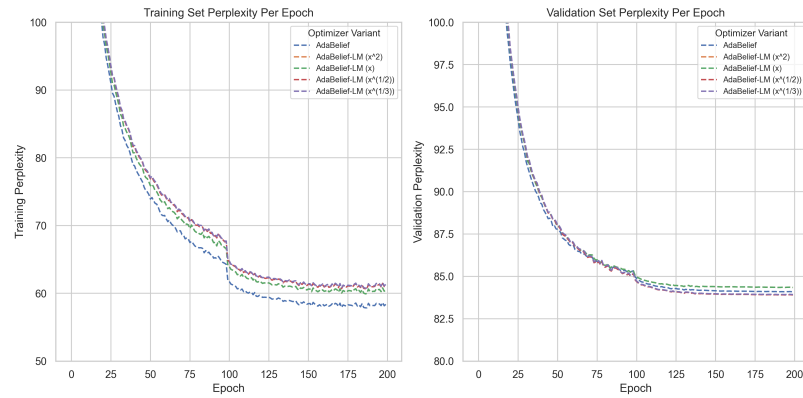 Training Set Perplexity Per Epoch
100
90
80
70
60
50
Training Perplexity
0 25 50 75 100 125 150 175 200
Epoch
Optimizer Variant
AdaBelief
AdaBelief-LM (x^2)
AdaBelief-LM (x)
AdaBelief-LM (x^(1/2))
AdaBelief-LM (x^(1/3))
Validation Set Perplexity Per Epoch
100.0
97.5
95.0
92.5
90.0
87.5
85.0
82.5
80.0
Validation Perplexity
0 25 50 75 100 125 150 175 200
Epoch
Optimizer Variant
AdaBelief
AdaBelief-LM (x^2)
AdaBelief-LM (x)
AdaBelief-LM (x^(1/2))
AdaBelief-LM (x^(1/3))